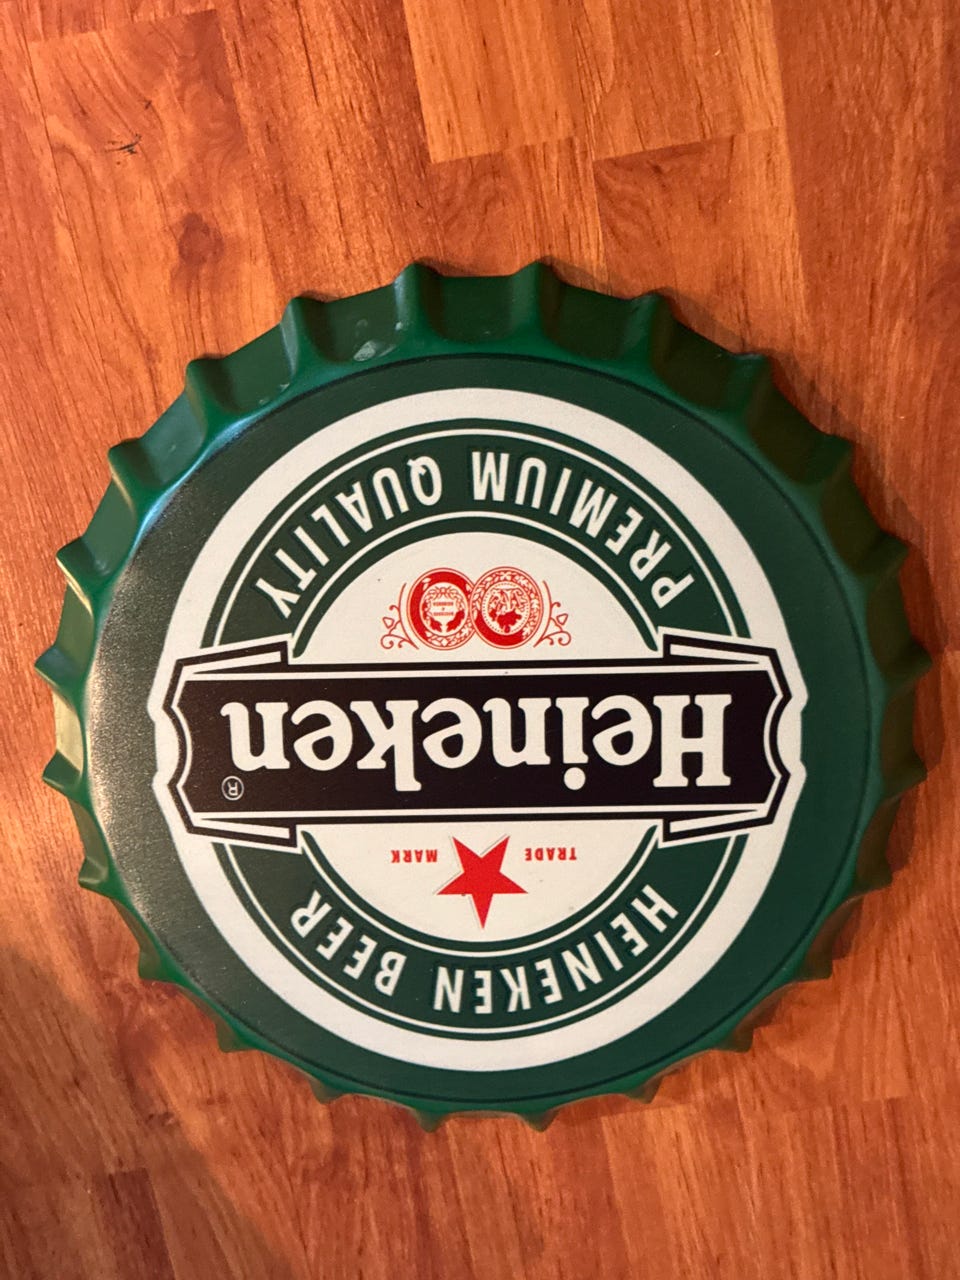 HEINEKEN BEER
TRADE MARK
Heineken®
PREMIUM QUALITY